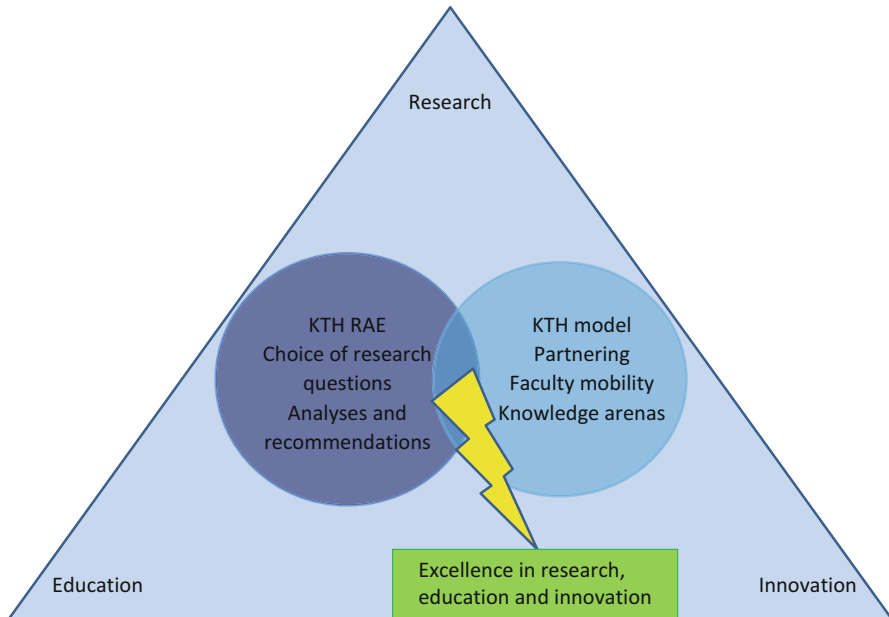 Research
KTH RAE
Choice of research
questions
Analyses and
recommendations
KTH model
Partnering
Faculty mobility
Knowledge arenas
Education
Excellence in research,
education and innovation
Innovation